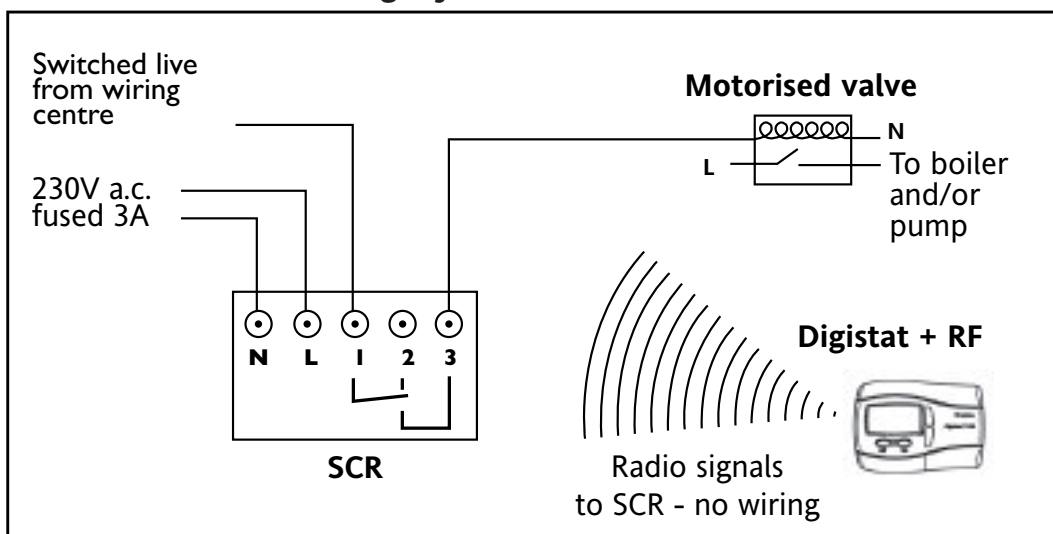 Switched live
from wiring
centre
230V a.c.
fused 3A
Motorised valve
N
L
To boiler
and/or
pump
N L 1 2 3
SCR
Digistat + RF
Radio signals
to SCR - no wiring